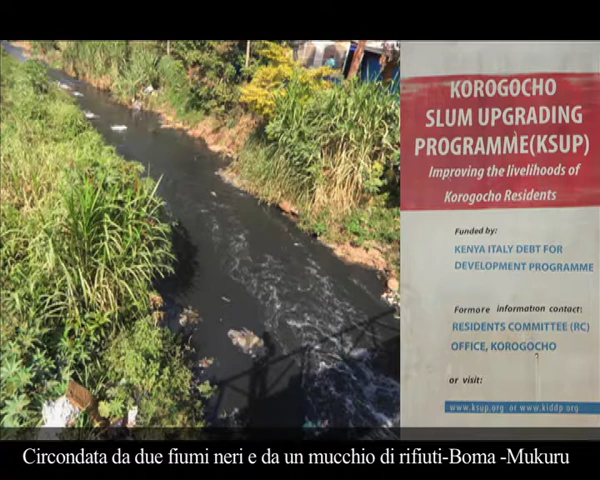 KOROGOCHO
SLUM UPGRADING
PROGRAMME(KSUP)
Improving the livelihoods of
Korogocho Residents
Funded by:
KENYA ITALY DEBT FOR
DEVELOPMENT PROGRAMME
Formore information contact:
RESIDENTS COMMITTEE (RC)
OFFICE, KOROGOCHO
or visit:
www.ksup.org or www.kiddp.org
Circondata da due fiumi neri e da un mucchio di rifiuti-Boma -Mukuru